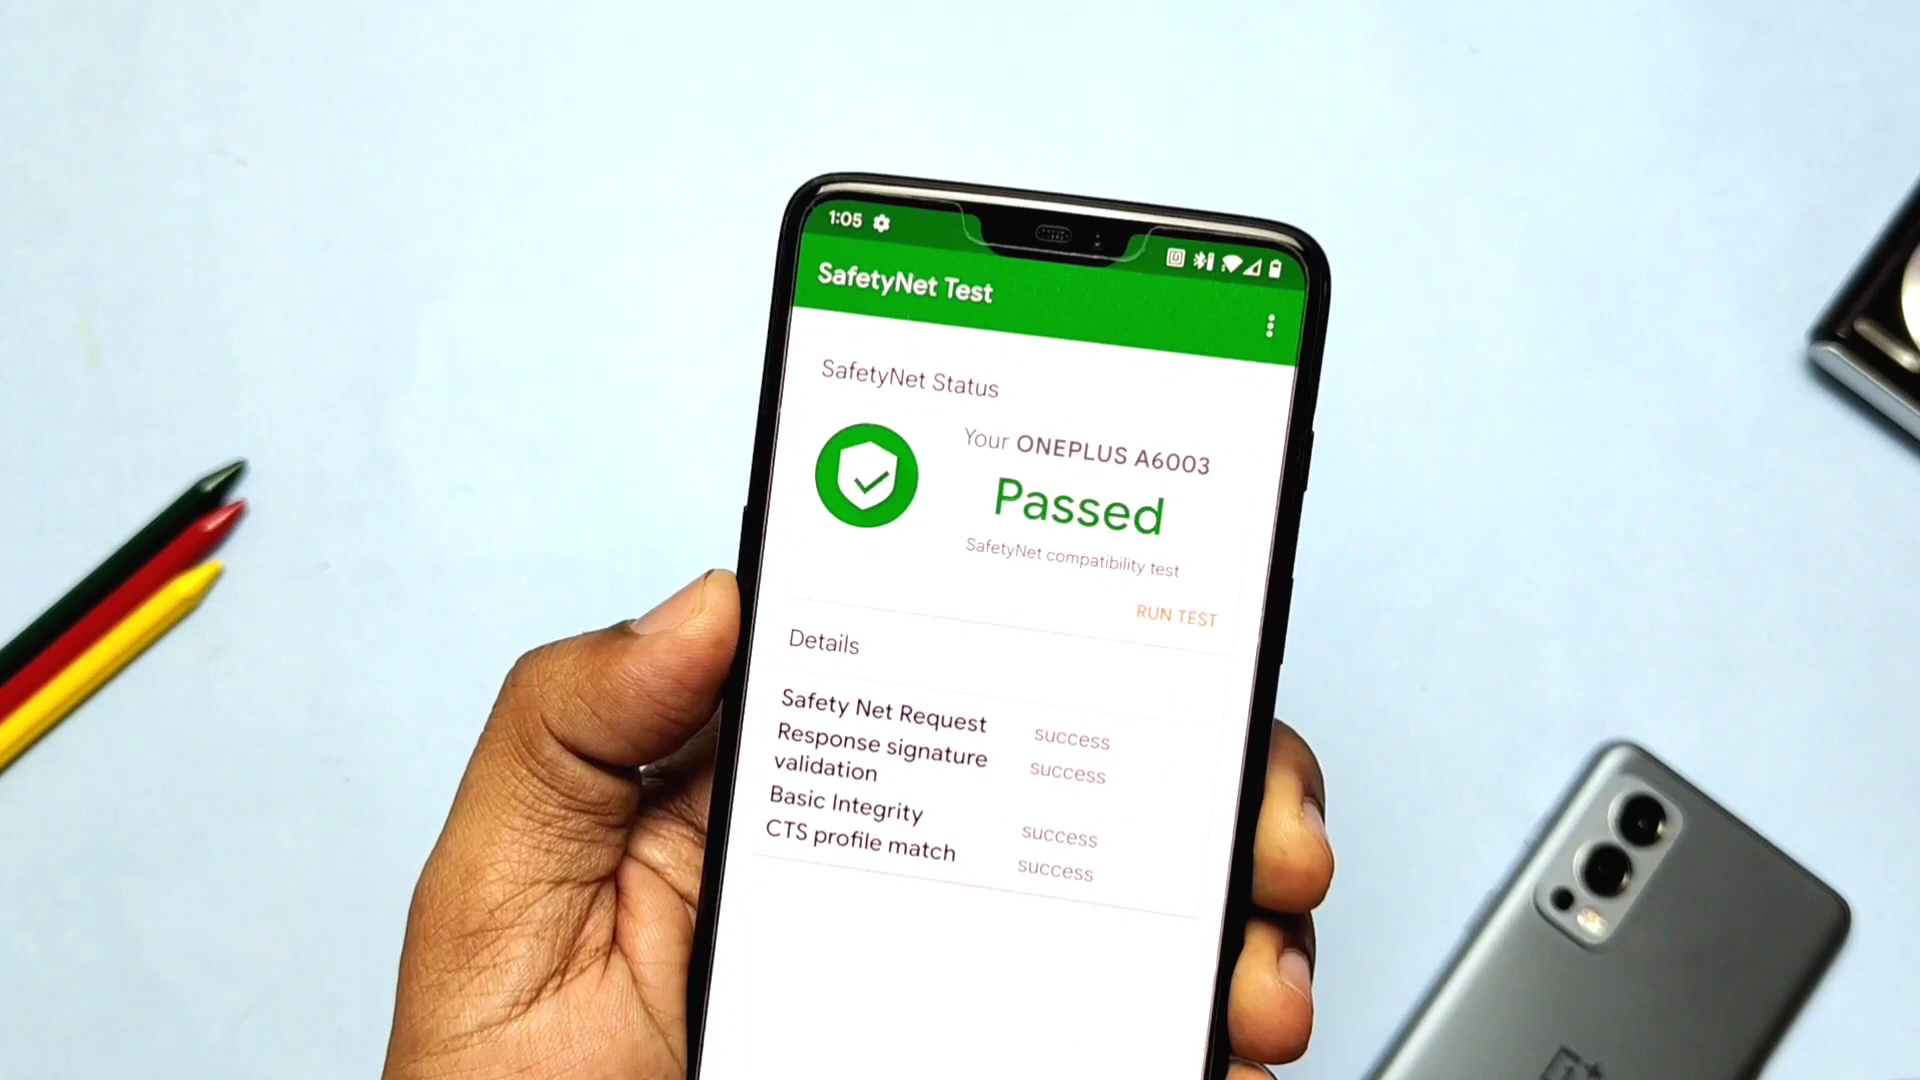 1:05
SafetyNet Test
SafetyNet Status
Your ONEPLUS A6003
Passed
SafetyNet compatibility test
RUN TEST
Details
Safety Net Request success
Response signature validation success
Basic Integrity success
CTS profile match success